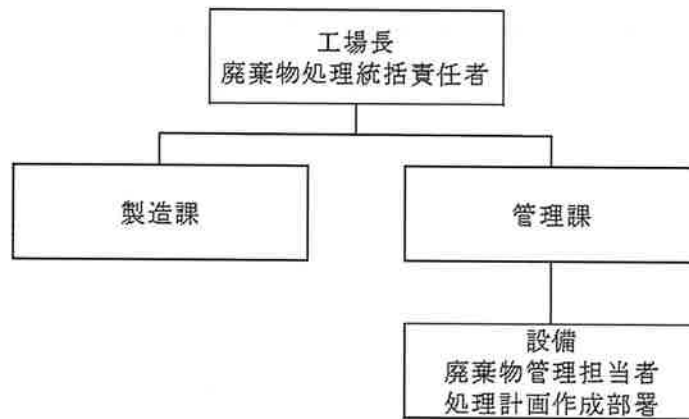 工場長
廃棄物処理統括責任者
製造課
管理課
設備
廃棄物管理担当者
処理計画作成部署